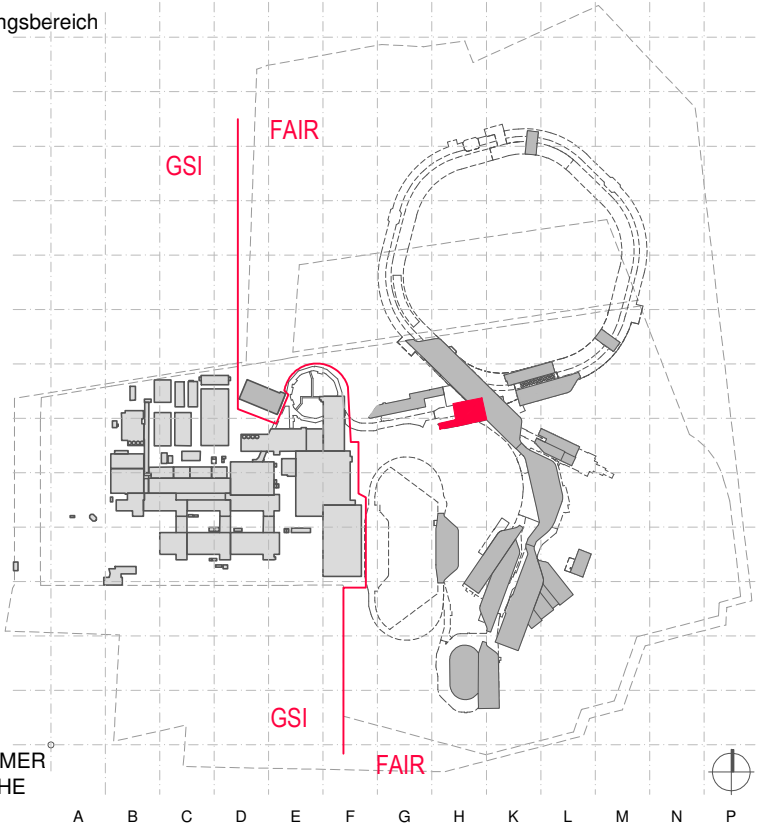 ngsbereich
FAIR
GSI
GSI
FAIR
MER
HE
A B C D E F G H K L M N P